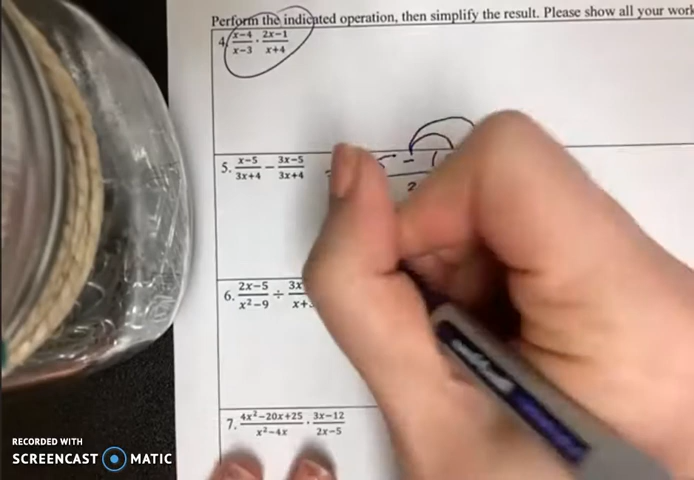 Perform the indicated operation, then simplify the result. Please show all your work
4. x−4/x−3 · 2x−1/x+4
5. x−5/3x+4 − 3x−5/3x+4
6. 2x−5/x²−9 ÷ 3x
x+
7. 4x²−20x+25/x²−4x · 3x−12/2x−5
RECORDED WITH
SCREENCAST MATIC